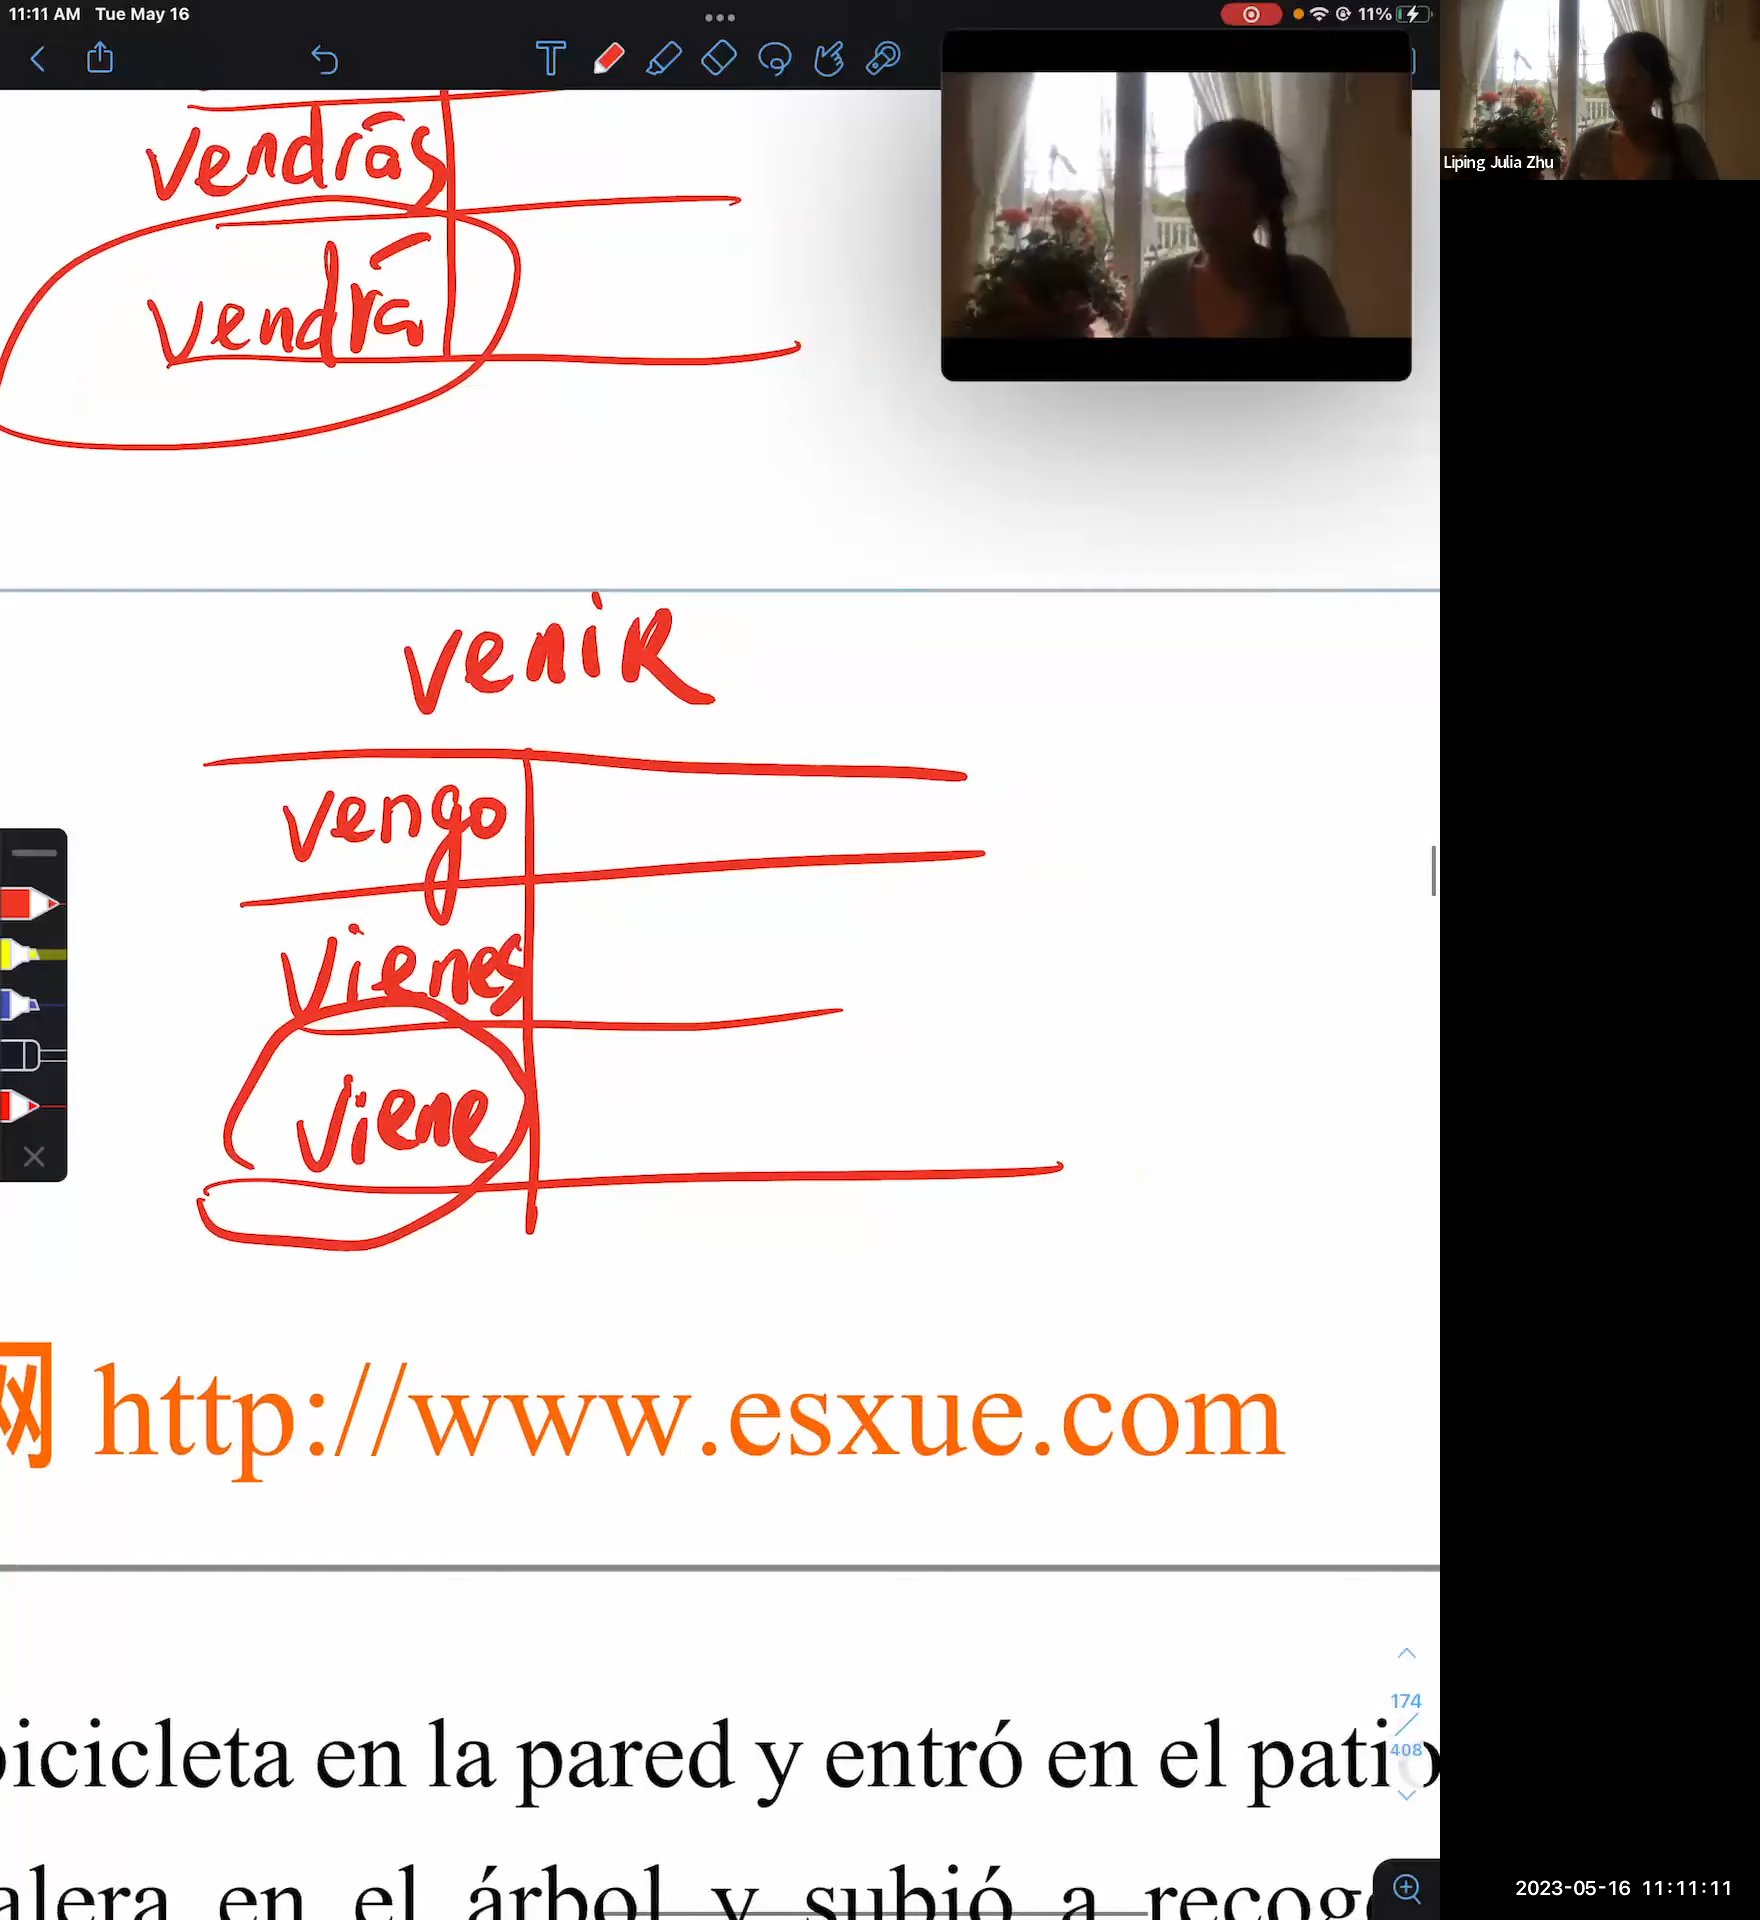 11:11 AM Tue May 16
11%
Liping Julia Zhu
vendrás
vendrá
venir
vengo
vienes
viene
网 http://www.esxue.com
174
408
icicleta en la pared y entró en el patio
alera en el árbol y subió a recog
2023-05-16 11:11:11